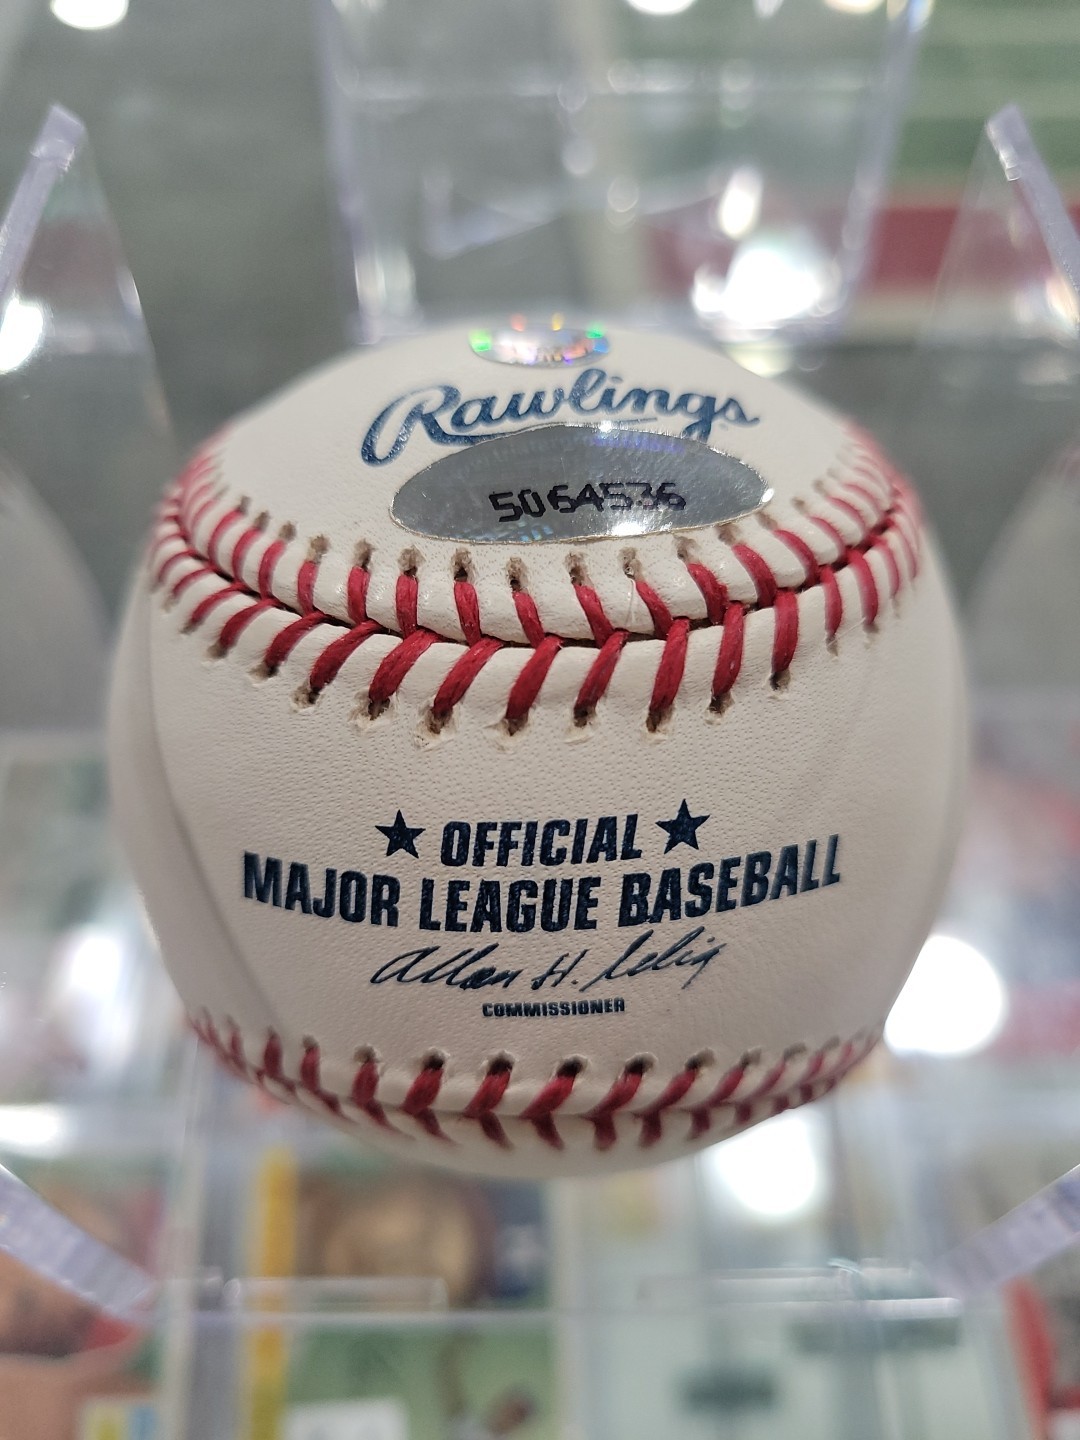 Rawlings
5064536
★ OFFICIAL ★
MAJOR LEAGUE BASEBALL
Allan H. Selig
COMMISSIONER